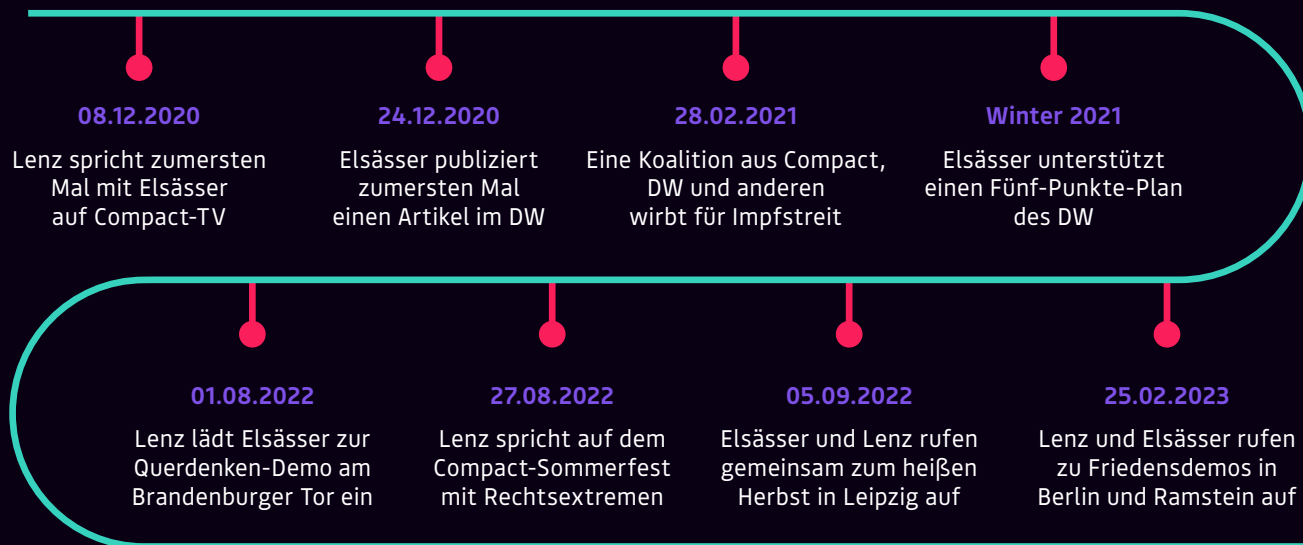 08.12.2020
Lenz spricht zumersten
Mal mit Elsässer
auf Compact-TV
24.12.2020
Elsässer publiziert
zumersten Mal
einen Artikel im DW
28.02.2021
Eine Koalition aus Compact,
DW und anderen
wirbt für Impfstreit
Winter 2021
Elsässer unterstützt
einen Fünf-Punkte-Plan
des DW
01.08.2022
Lenz lädt Elsässer zur
Querdenken-Demo am
Brandenburger Tor ein
27.08.2022
Lenz spricht auf dem
Compact-Sommerfest
mit Rechtsextremen
05.09.2022
Elsässer und Lenz rufen
gemeinsam zum heißen
Herbst in Leipzig auf
25.02.2023
Lenz und Elsässer rufen
zu Friedensdemos in
Berlin und Ramstein auf